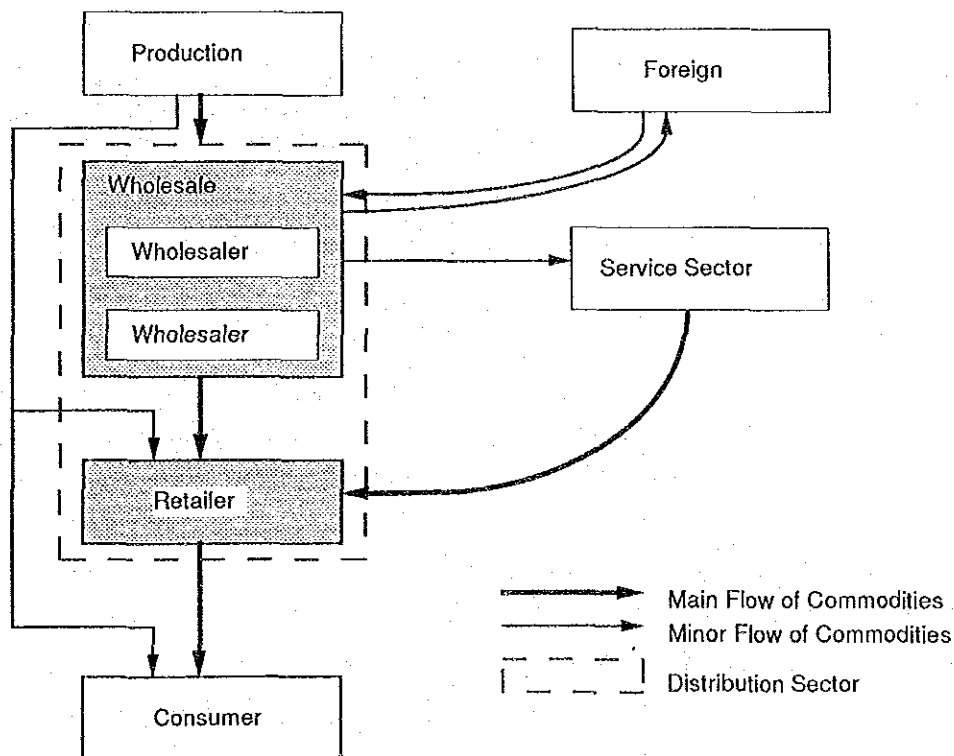 Production
Foreign
Wholesale
Wholesaler
Service Sector
Wholesaler
Retailer
Main Flow of Commodities
Minor Flow of Commodities
Distribution Sector
Consumer